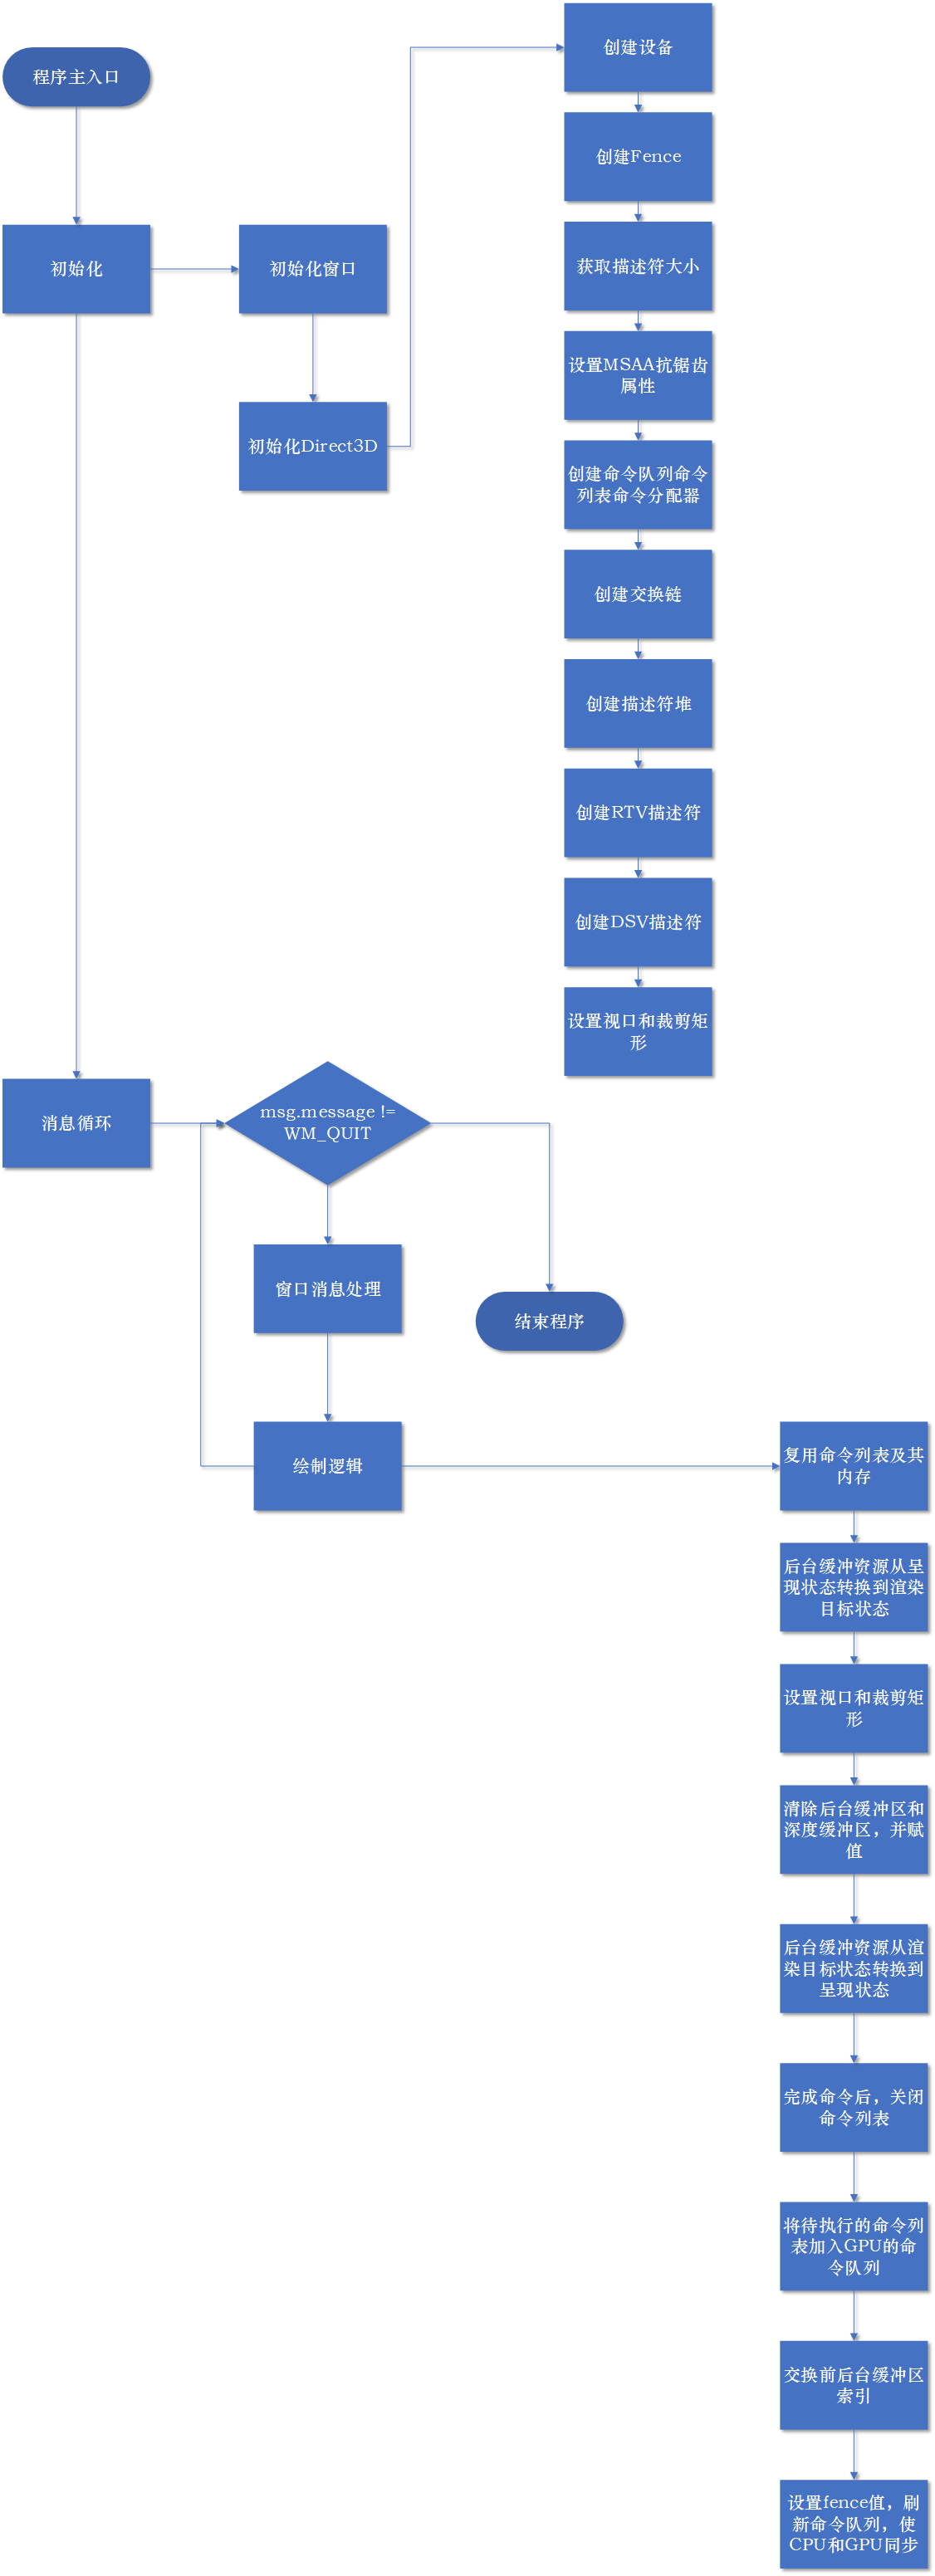 程序主入口
初始化
初始化窗口
初始化Direct3D
创建设备
创建Fence
获取描述符大小
设置MSAA抗锯齿
属性
创建命令队列命令
列表命令分配器
创建交换链
创建描述符堆
创建RTV描述符
创建DSV描述符
设置视口和裁剪矩
形
消息循环
msg.message !=
WM_QUIT
窗口消息处理
结束程序
绘制逻辑
复用命令列表及其
内存
后台缓冲资源从呈
现状态转换到渲染
目标状态
设置视口和裁剪矩
形
清除后台缓冲区和
深度缓冲区，并赋
值
后台缓冲资源从渲
染目标状态转换到
呈现状态
完成命令后，关闭
命令列表
将待执行的命令列
表加入GPU的命
令队列
交换前后台缓冲区
索引
设置fence值，刷
新命令队列，使
CPU和GPU同步